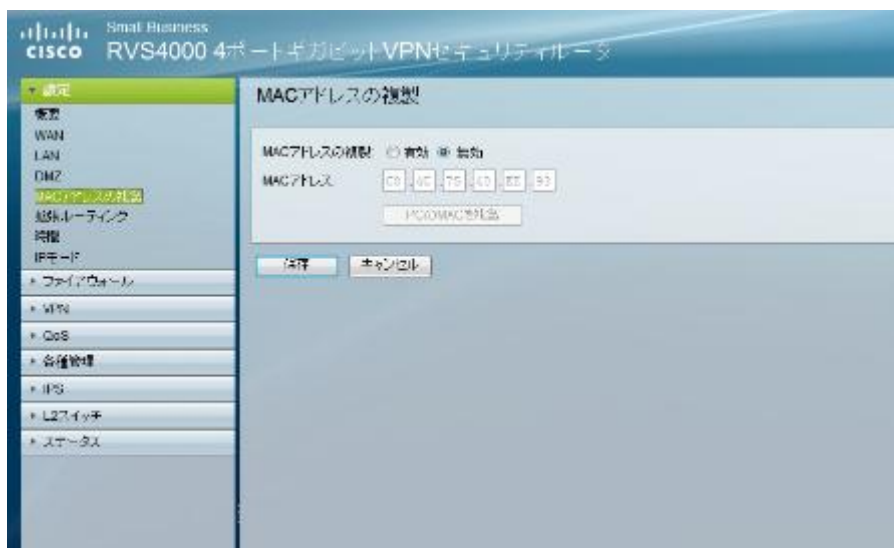 Small Business
CISCO RVS4000 4ポートギガビットVPNセキュリティルータ
設定
概要
WAN
LAN
DMZ
MACアドレスの複製
拡張ルーティング
時間
IPモード
ファイアウォール
VPN
QoS
各種管理
IPS
L2スイッチ
ステータス
MACアドレスの複製
MACアドレスの複製: 有効 無効
MACアドレス
PCのMACを複製
保存 キャンセル